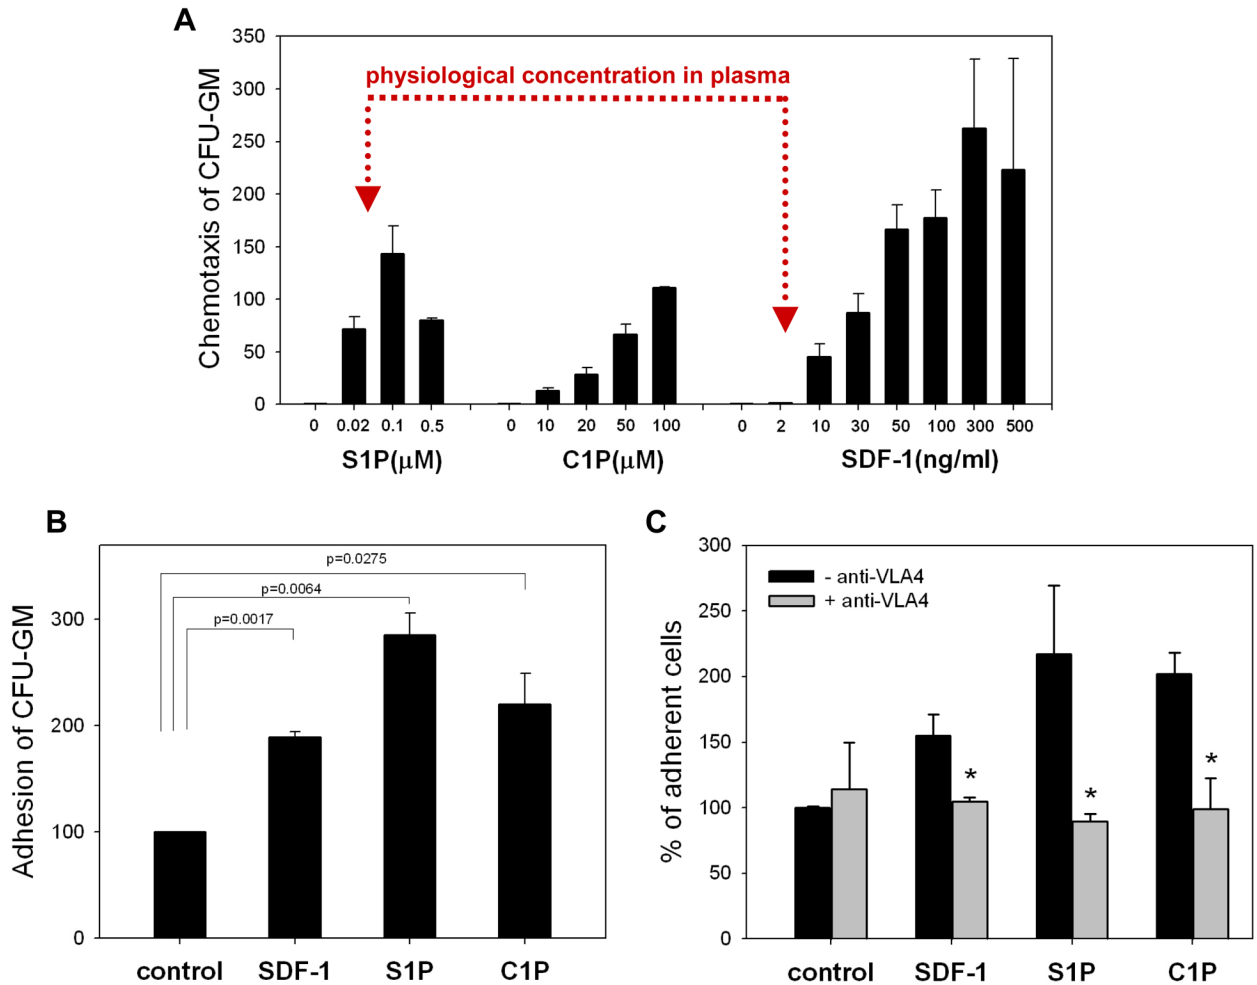 A
350
300
250
200
150
100
50
0
Chemotaxis of CFU-GM
physiological concentration in plasma
0 0.02 0.1 0.5 0 10 20 50 100 0 2 10 30 50 100 300 500
S1P(μM) C1P(μM) SDF-1(ng/ml)
B
300
200
100
0
Adhesion of CFU-GM
p=0.0275
p=0.0064
p=0.0017
control SDF-1 S1P C1P
C
300
250
200
150
100
50
0
% of adherent cells
- anti-VLA4
+ anti-VLA4
* * *
control SDF-1 S1P C1P